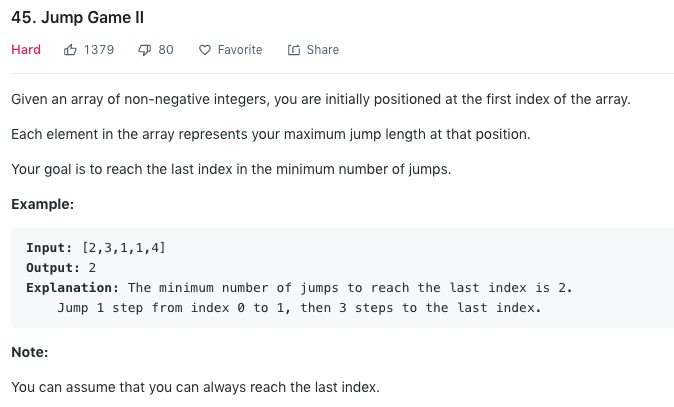 45. Jump Game II
Hard 1379 80 Favorite Share
Given an array of non-negative integers, you are initially positioned at the first index of the array.
Each element in the array represents your maximum jump length at that position.
Your goal is to reach the last index in the minimum number of jumps.
Example:
Input: [2,3,1,1,4]
Output: 2
Explanation: The minimum number of jumps to reach the last index is 2.
Jump 1 step from index 0 to 1, then 3 steps to the last index.
Note:
You can assume that you can always reach the last index.